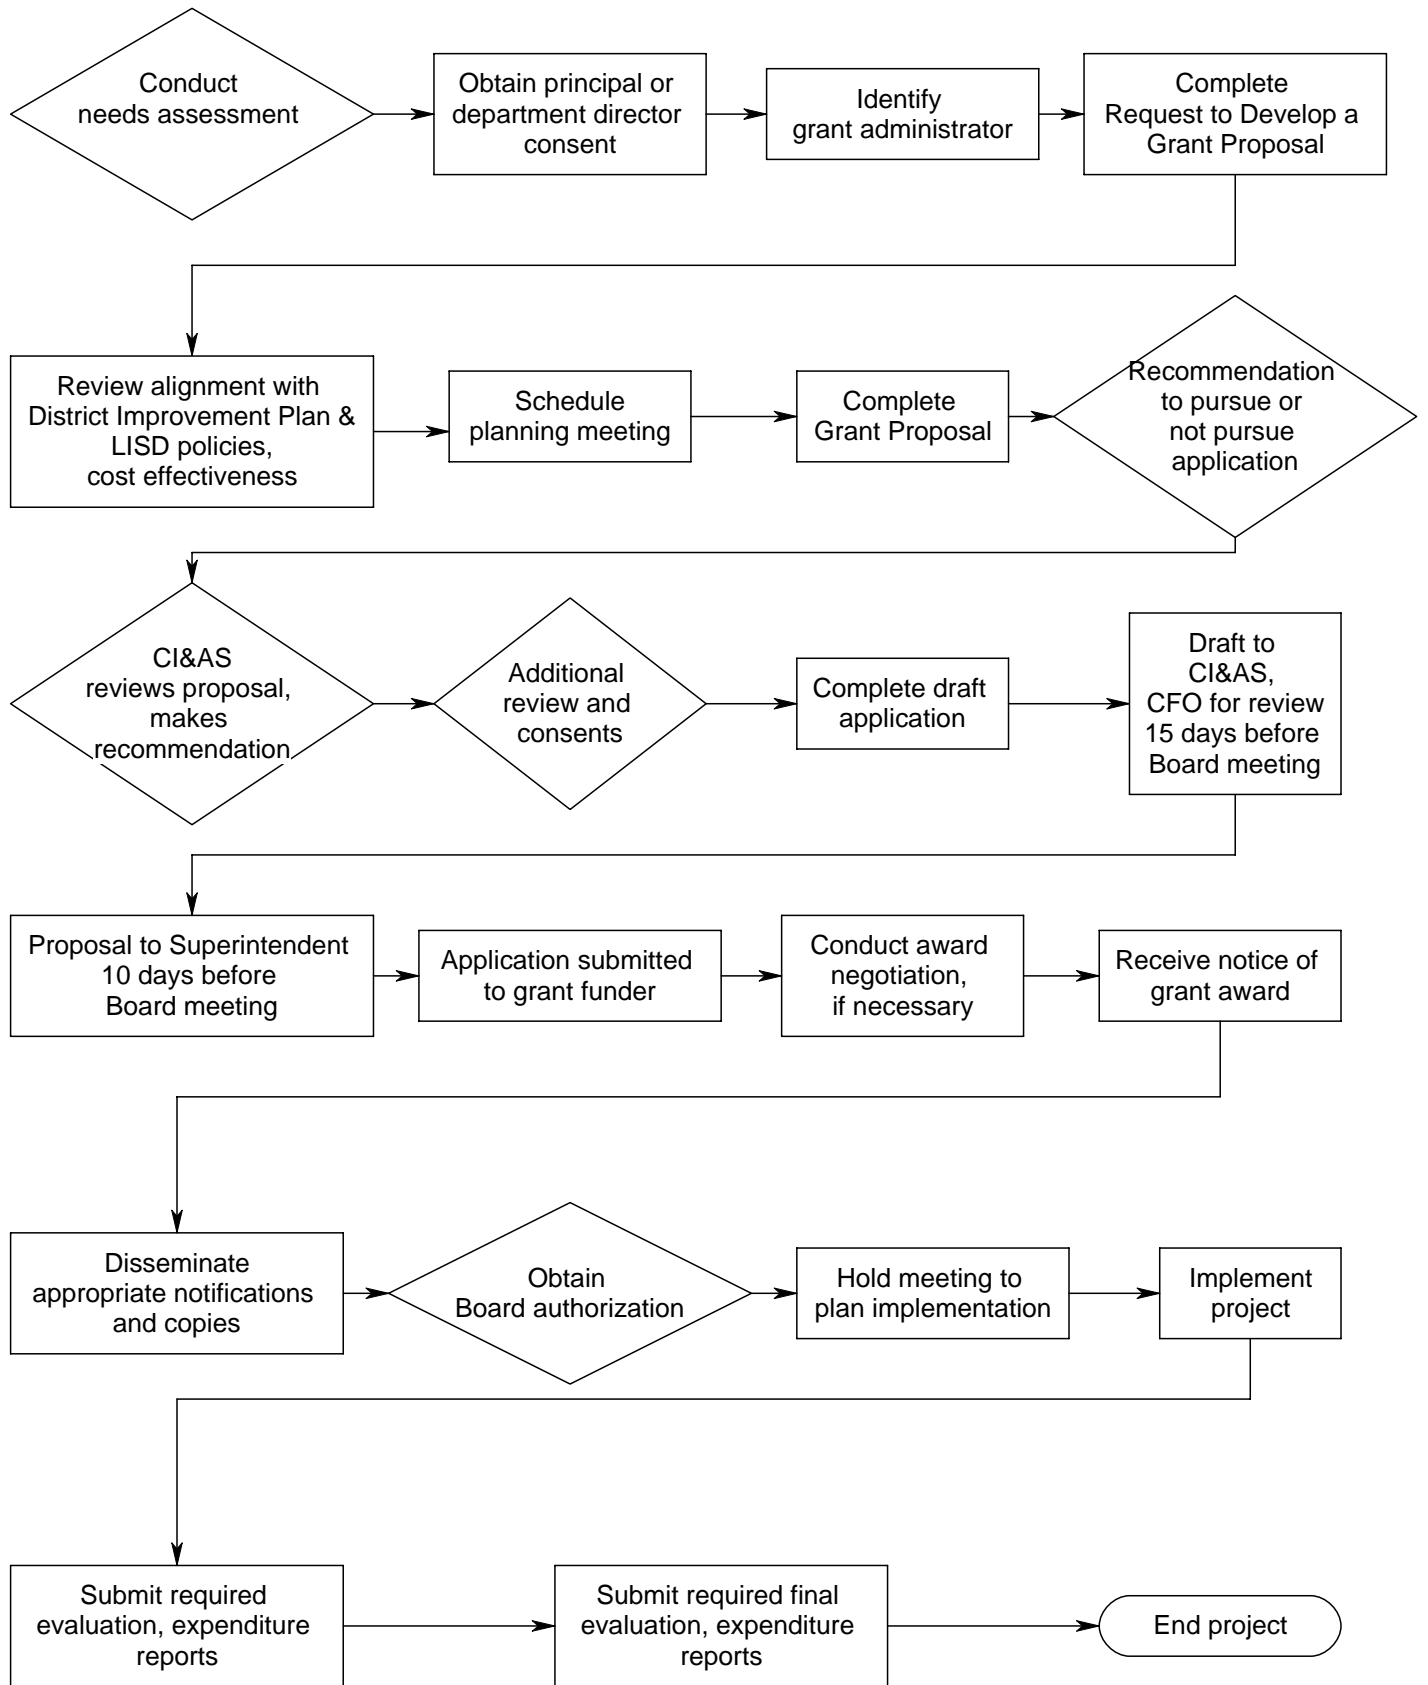 Conduct
needs assessment
Obtain principal or
department director
consent
Identify
grant administrator
Complete
Request to Develop a
Grant Proposal
Review alignment with
District Improvement Plan &
LISD policies,
cost effectiveness
Schedule
planning meeting
Complete
Grant Proposal
Recommendation
to pursue or
not pursue
application
CI&AS
reviews proposal,
makes
recommendation
Additional
review and
consents
Complete draft
application
Draft to
CI&AS,
CFO for review
15 days before
Board meeting
Proposal to Superintendent
10 days before
Board meeting
Application submitted
to grant funder
Conduct award
negotiation,
if necessary
Receive notice of
grant award
Disseminate
appropriate notifications
and copies
Obtain
Board authorization
Hold meeting to
plan implementation
Implement
project
Submit required
evaluation, expenditure
reports
Submit required final
evaluation, expenditure
reports
End project